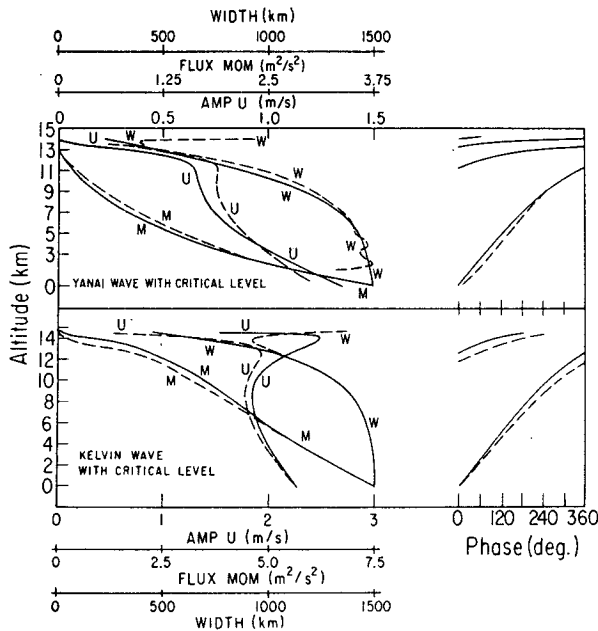 WIDTH(km)
0 500 1000 1500
FLUX MOM (m²/s²)
0 1.25 2.5 3.75
AMP U (m/s)
0 0.5 1.0 1.5
15
13
11
9
7
5
3
0
U W W
U
W
W
U
M
M
U
W
W
M
YANAI WAVE WITH CRITICAL LEVEL
Altitude (km)
14
12
10
8
6
4
2
0
U U
W
W
U
U
M
M
W
M
KELVIN WAVE
WITH CRITICAL LEVEL
0 1 2 3
AMP U (m/s)
0 2.5 5.0 7.5
FLUX MOM (m²/s²)
0 500 1000 1500
WIDTH (km)
0 120 240 360
Phase (deg.)